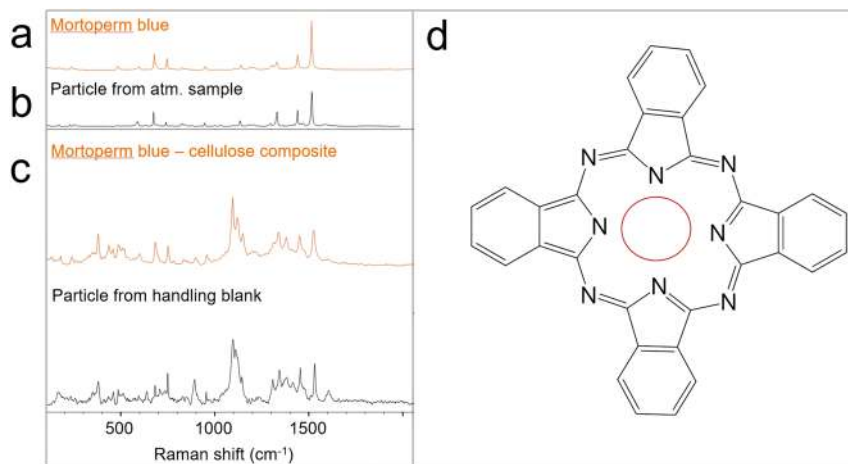 a
Mortoperm blue
b
Particle from atm. sample
c
Mortoperm blue – cellulose composite
Particle from handling blank
500
1000
1500
Raman shift (cm⁻¹)
d
N
N
N
N
N
N
N
N